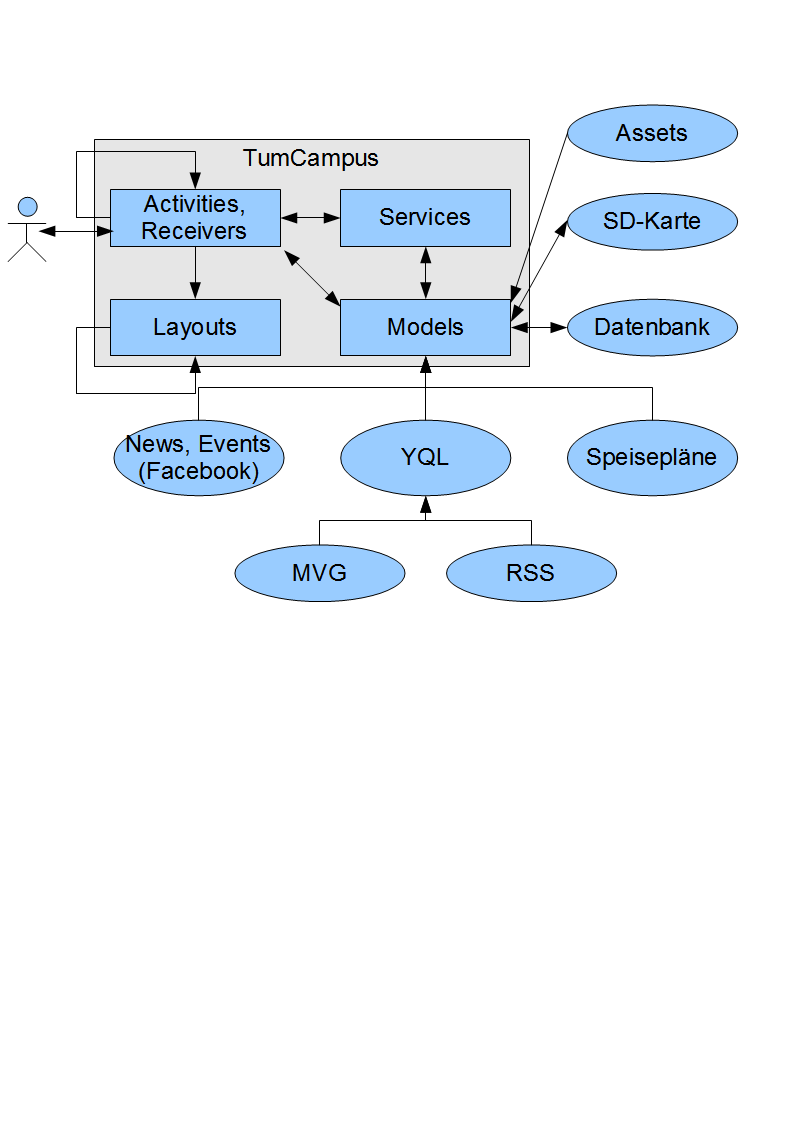 TumCampus
Assets
Activities,
Receivers
Services
SD-Karte
Layouts
Models
Datenbank
News, Events
(Facebook)
YQL
Speisepläne
MVG
RSS